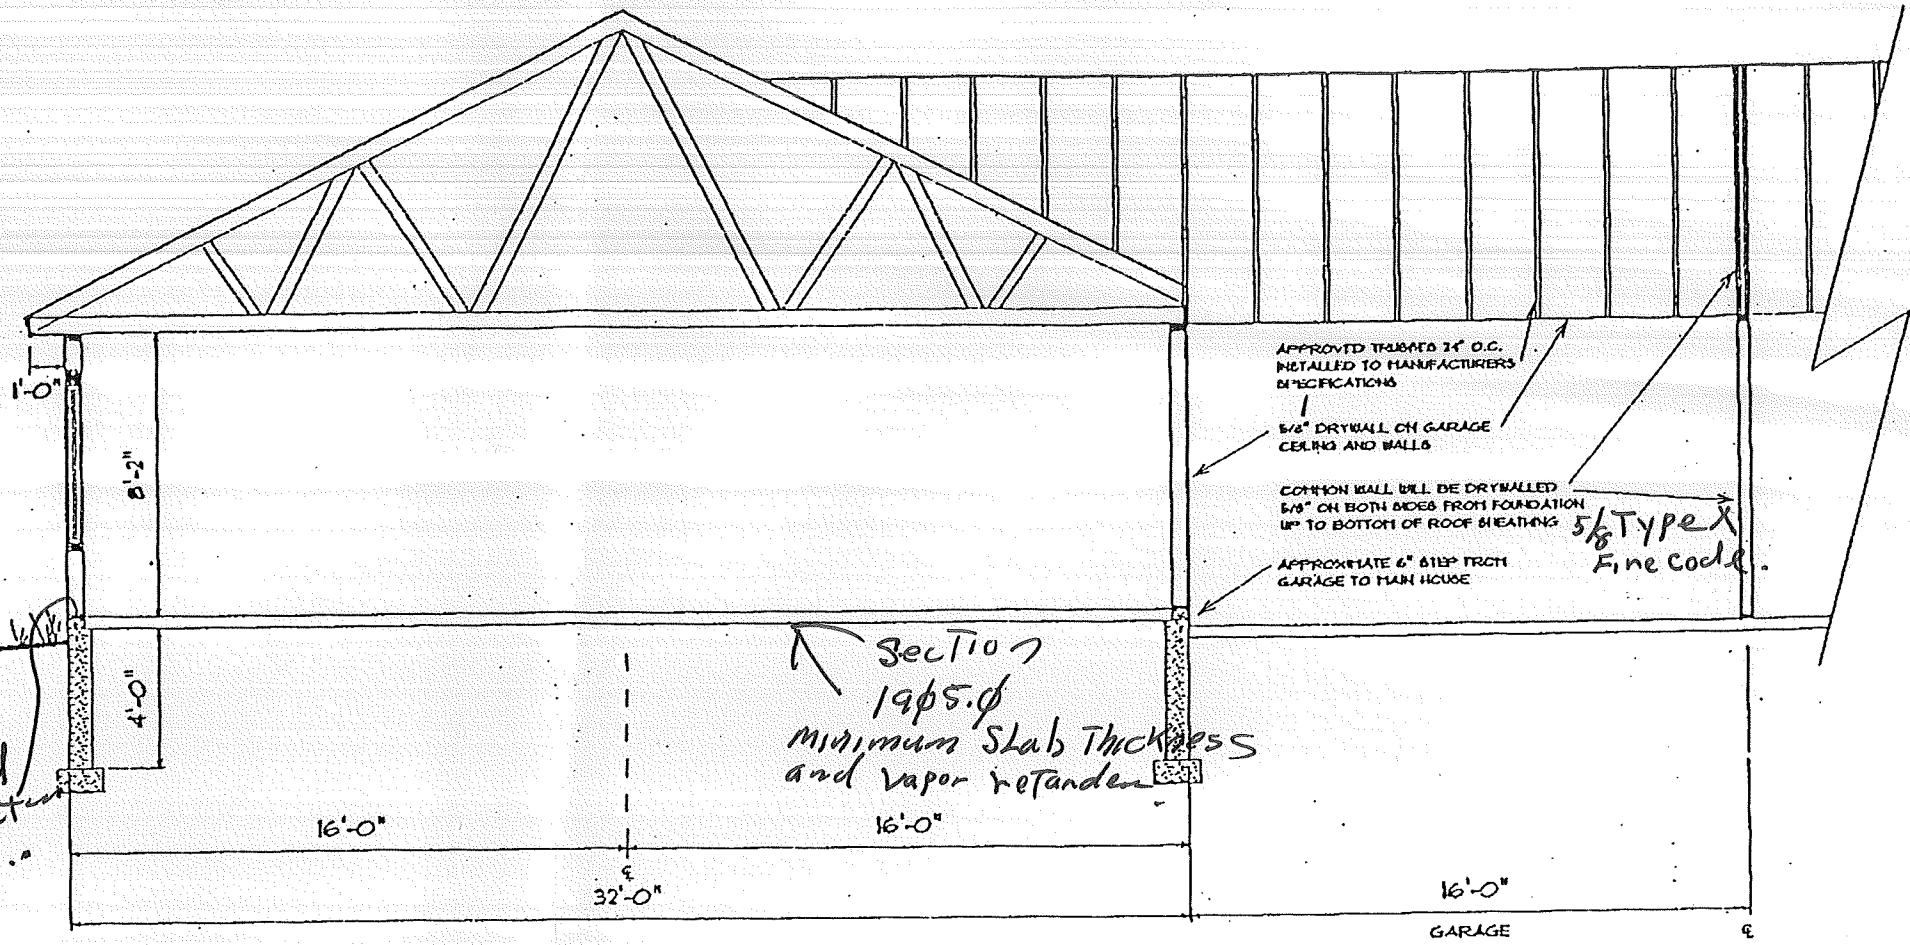 APPROVED TRUSSES 24" O.C.
INSTALLED TO MANUFACTURERS
SPECIFICATIONS
1'-0"
5/8" DRYWALL ON GARAGE
CEILING AND WALLS
8'-2"
COMMON WALL WILL BE DRYWALLED
5/8" ON BOTH SIDES FROM FOUNDATION
UP TO BOTTOM OF ROOF SHEATHING
5/8 Type X
Fire code.
APPROXIMATE 6" STEP FROM
GARAGE TO MAIN HOUSE
Section
19φ5.φ
minimum Slab Thickness
and vapor retarder
4'-0"
16'-0"
16'-0"
32'-0"
16'-0"
GARAGE